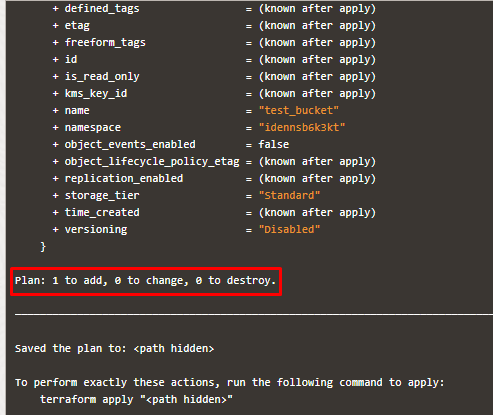 + defined_tags = (known after apply)
+ etag = (known after apply)
+ freeform_tags = (known after apply)
+ id = (known after apply)
+ is_read_only = (known after apply)
+ kms_key_id = (known after apply)
+ name = "test_bucket"
+ namespace = "idennsb6k3kt"
+ object_events_enabled = false
+ object_lifecycle_policy_etag = (known after apply)
+ replication_enabled = (known after apply)
+ storage_tier = "Standard"
+ time_created = (known after apply)
+ versioning = "Disabled"
}
Plan: 1 to add, 0 to change, 0 to destroy.
Saved the plan to: <path hidden>
To perform exactly these actions, run the following command to apply:
terraform apply "<path hidden>"